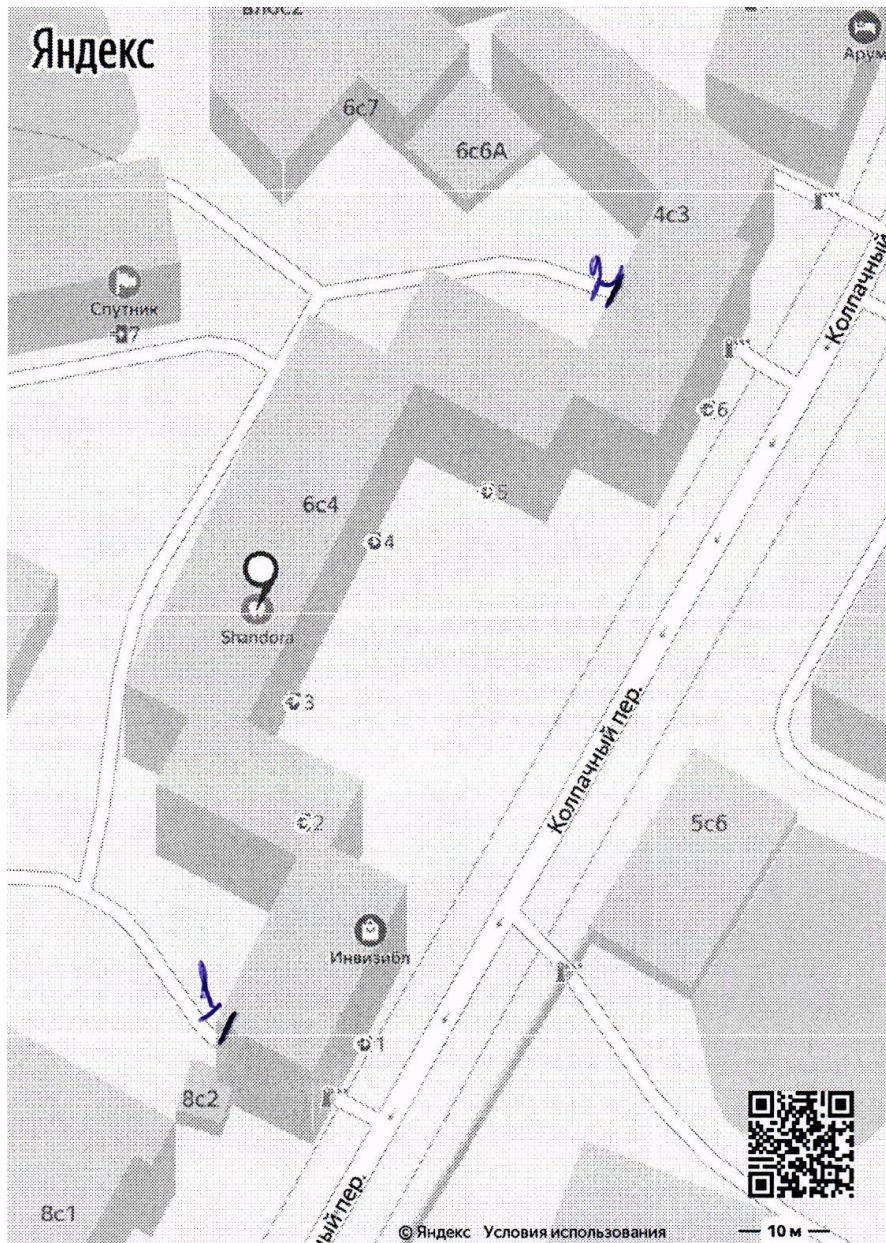 Яндекс
Арум
6с7
6с6А
4с3
Колпачный
Спутник
7
2
6
5
6с4
4
Shandora
3
Колпачный пер.
2
5с6
Инвизибл
1
1
8с2
8с1
ный пер.
© Яндекс Условия использования
10 м